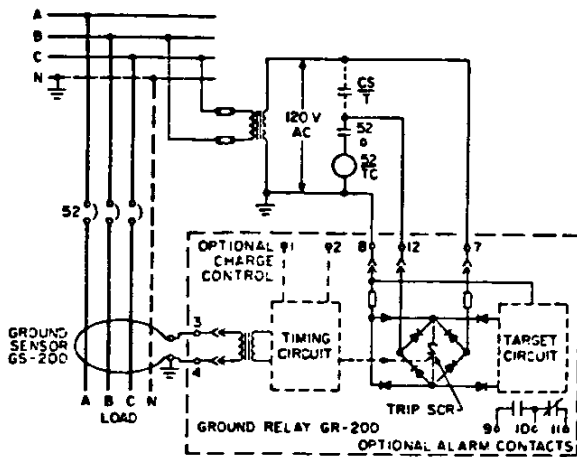 A
B
C
N
120 V
AC
CS
T
52
a
52
TC
52
OPTIONAL
CHARGE
CONTROL
1
2
8
12
7
GROUND
SENSOR
GS-200
3
4
TIMING
CIRCUIT
TARGET
CIRCUIT
TRIP SCR
A B C N
LOAD
GROUND RELAY GR-200
9 10 11
OPTIONAL ALARM CONTACTS